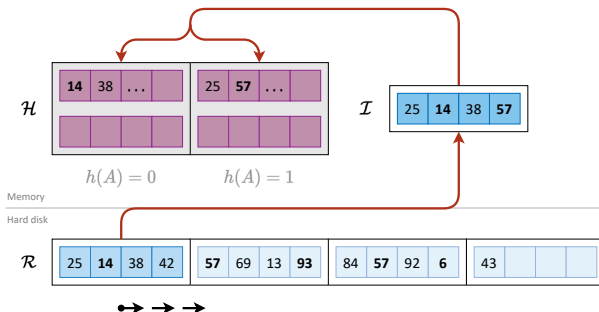 14 38 ... 25 57 ...
H
I
25 14 38 57
h(A) = 0 h(A) = 1
Memory
Hard disk
R
25 14 38 42 57 69 13 93 84 57 92 6 43